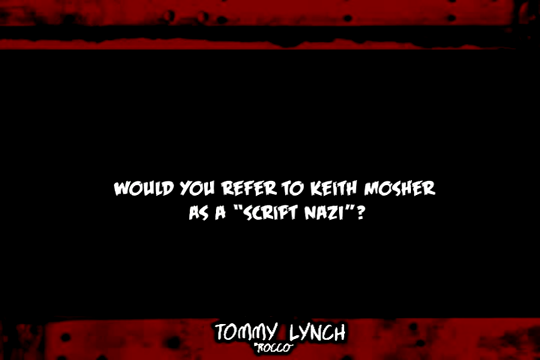 WOULD YOU REFER TO KEITH MOSHER
AS A "SCRIPT NAZI"?
TOMMY LYNCH
"ROCCO"